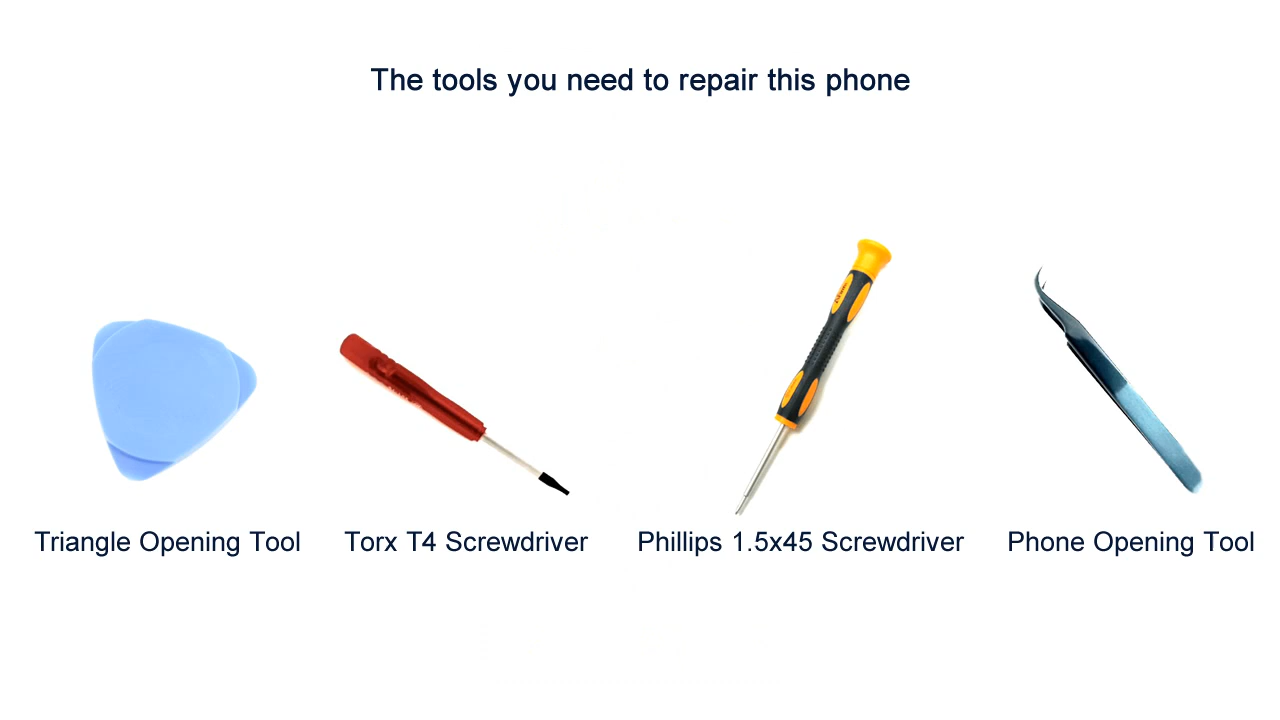 The tools you need to repair this phone
Triangle Opening Tool
Torx T4 Screwdriver
Phillips 1.5x45 Screwdriver
Phone Opening Tool